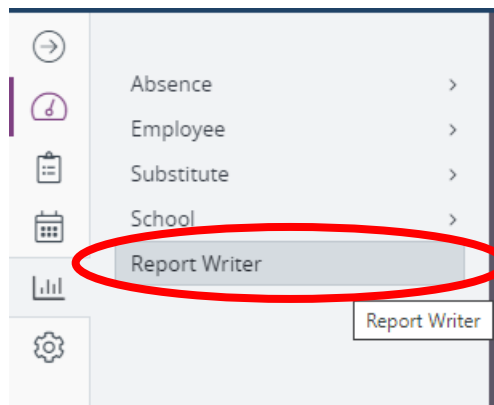 Absence
Employee
Substitute
School
Report Writer
Report Writer